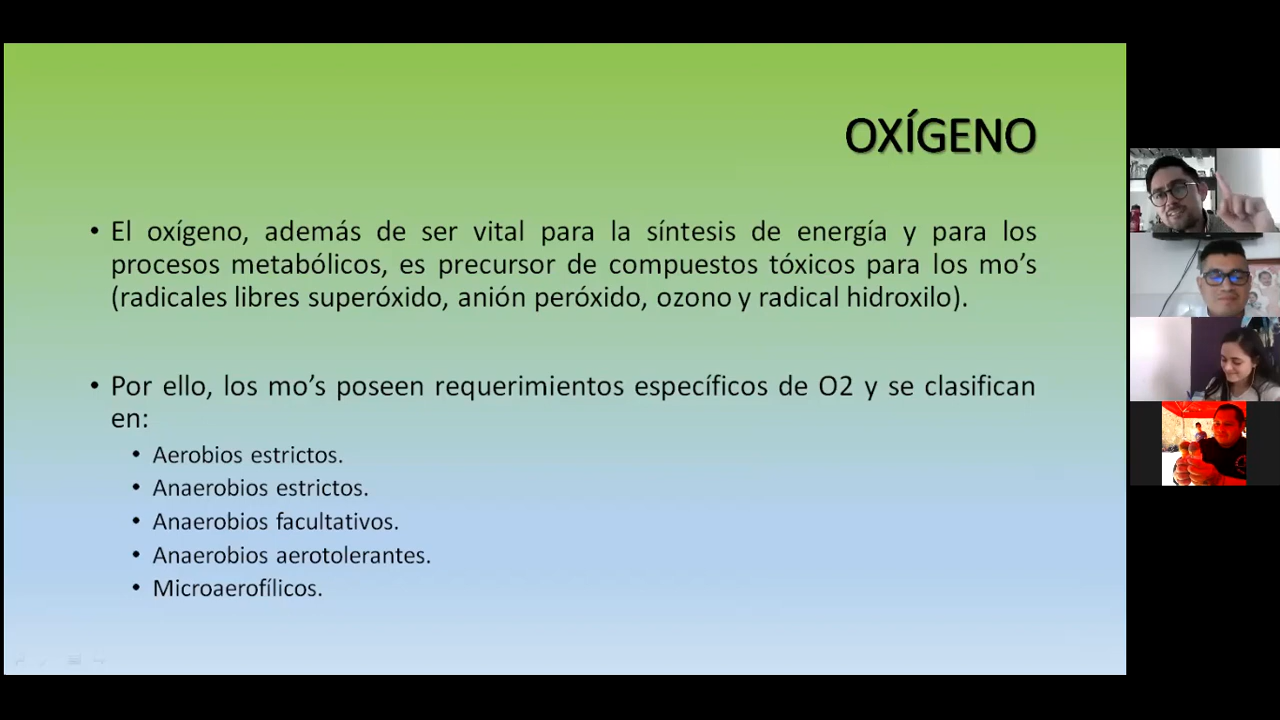 OXÍGENO
• El oxígeno, además de ser vital para la síntesis de energía y para los
procesos metabólicos, es precursor de compuestos tóxicos para los mo's
(radicales libres superóxido, anión peróxido, ozono y radical hidroxilo).
• Por ello, los mo's poseen requerimientos específicos de O2 y se clasifican
en:
• Aerobios estrictos.
• Anaerobios estrictos.
• Anaerobios facultativos.
• Anaerobios aerotolerantes.
• Microaerofílicos.